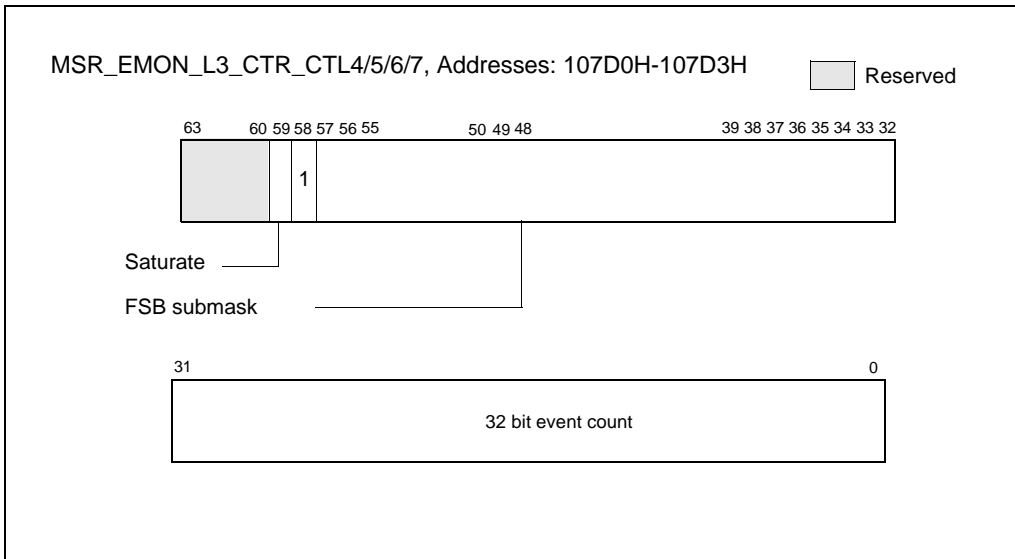 MSR_EMON_L3_CTR_CTL4/5/6/7, Addresses: 107D0H-107D3H
Reserved
63 60 59 58 57 56 55 50 49 48 39 38 37 36 35 34 33 32
1
Saturate
FSB submask
31 0
32 bit event count